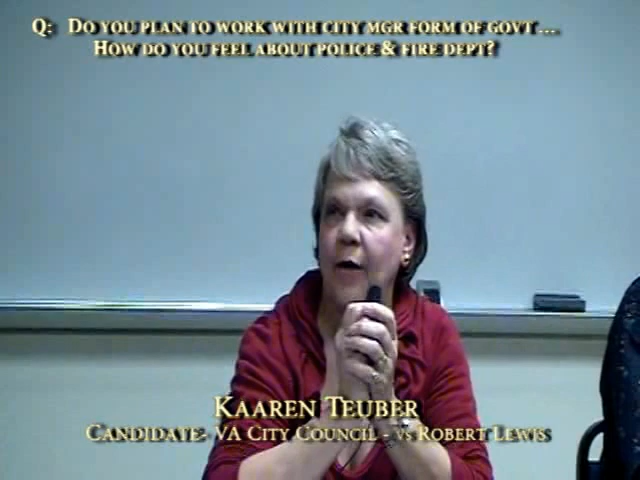 Q: Do you plan to work with city mgr form of govt ...
How do you feel about police & fire dept?
Kaaren Teuber
Candidate- VA City Council - vs Robert Lewis